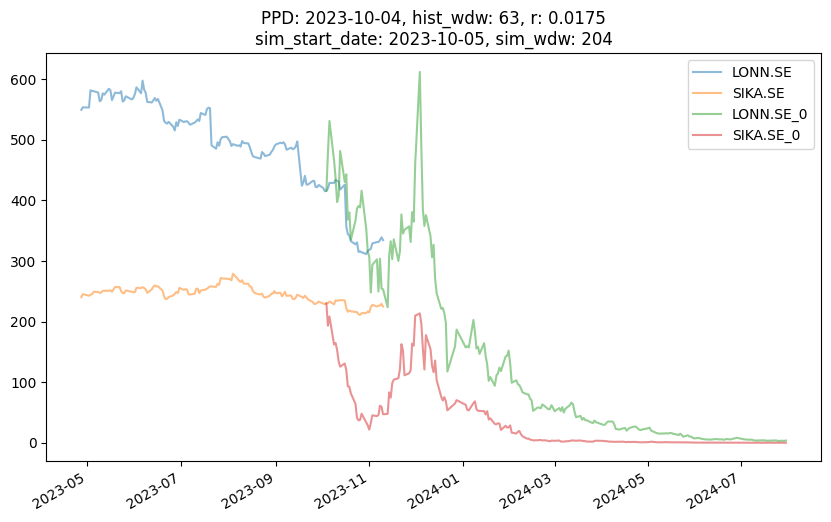 PPD: 2023-10-04, hist_wdw: 63, r: 0.0175
sim_start_date: 2023-10-05, sim_wdw: 204
LONN.SE
SIKA.SE
LONN.SE_0
SIKA.SE_0
600
500
400
300
200
100
0
2023-05
2023-07
2023-09
2023-11
2024-01
2024-03
2024-05
2024-07